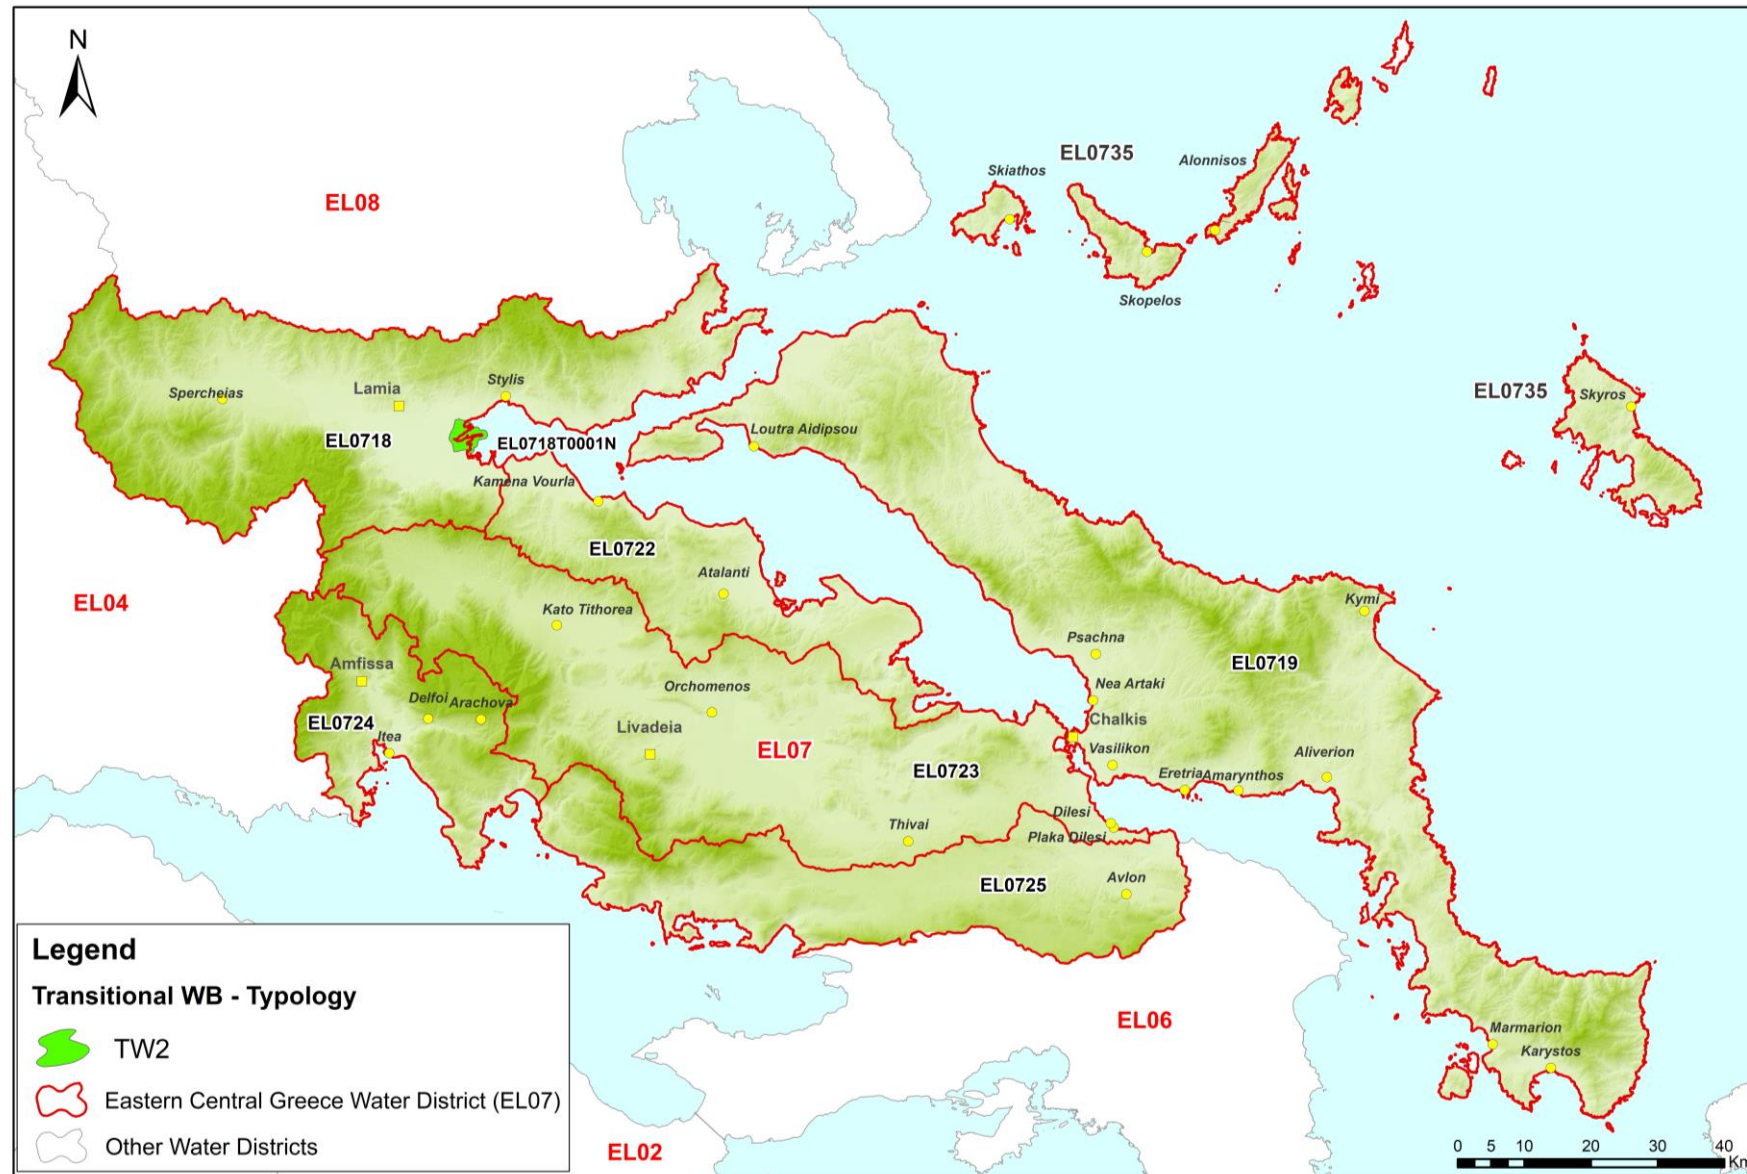 N
EL08
EL0735
Skiathos
Alonnisos
Skopelos
EL0735
Skyros
Spercheias
Lamia
Stylis
EL0718
EL0718T0001N
Loutra Aidipsou
Kamena Vourla
EL0722
Atalanti
EL04
Kato Tithorea
Kymi
Psachna
EL0719
Amfissa
Nea Artaki
Orchomenos
Delfoi
Arachova
EL0724
Livadeia
Chalkis
Itea
EL07
Vasilikon
Aliverion
EL0723
Eretria
Amarynthos
Dilesi
Thivai
Plaka Dilesi
EL0725
Avlon
EL06
Marmarion
Karystos
EL02
Legend
Transitional WB - Typology
TW2
Eastern Central Greece Water District (EL07)
Other Water Districts
0 5 10 20 30 40
Km